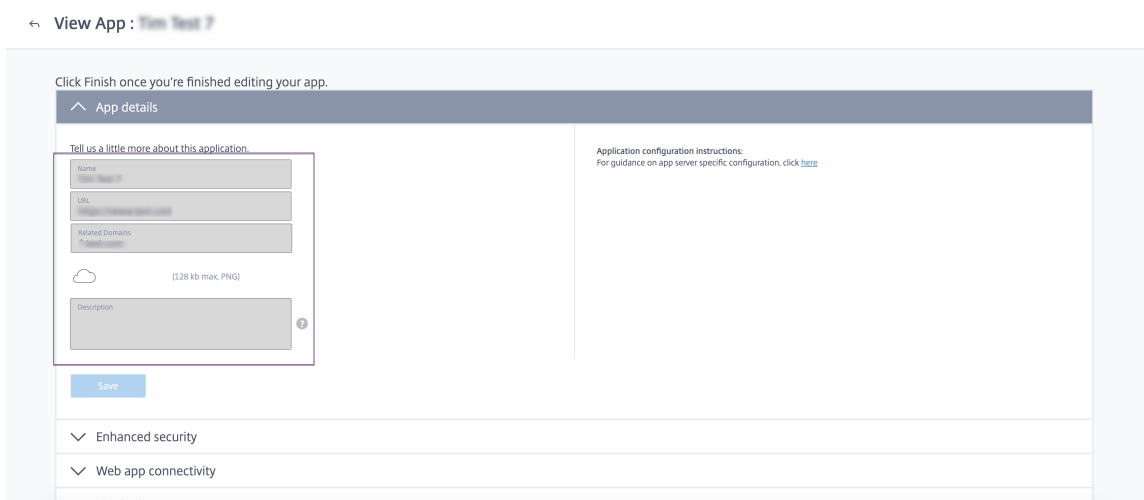 View App :
Click Finish once you're finished editing your app.
App details
Tell us a little more about this application.
Name
URL
Related Domains
(128 kb max, PNG)
Description
?
Save
Application configuration instructions:
For guidance on app server specific configuration, click here
Enhanced security
Web app connectivity